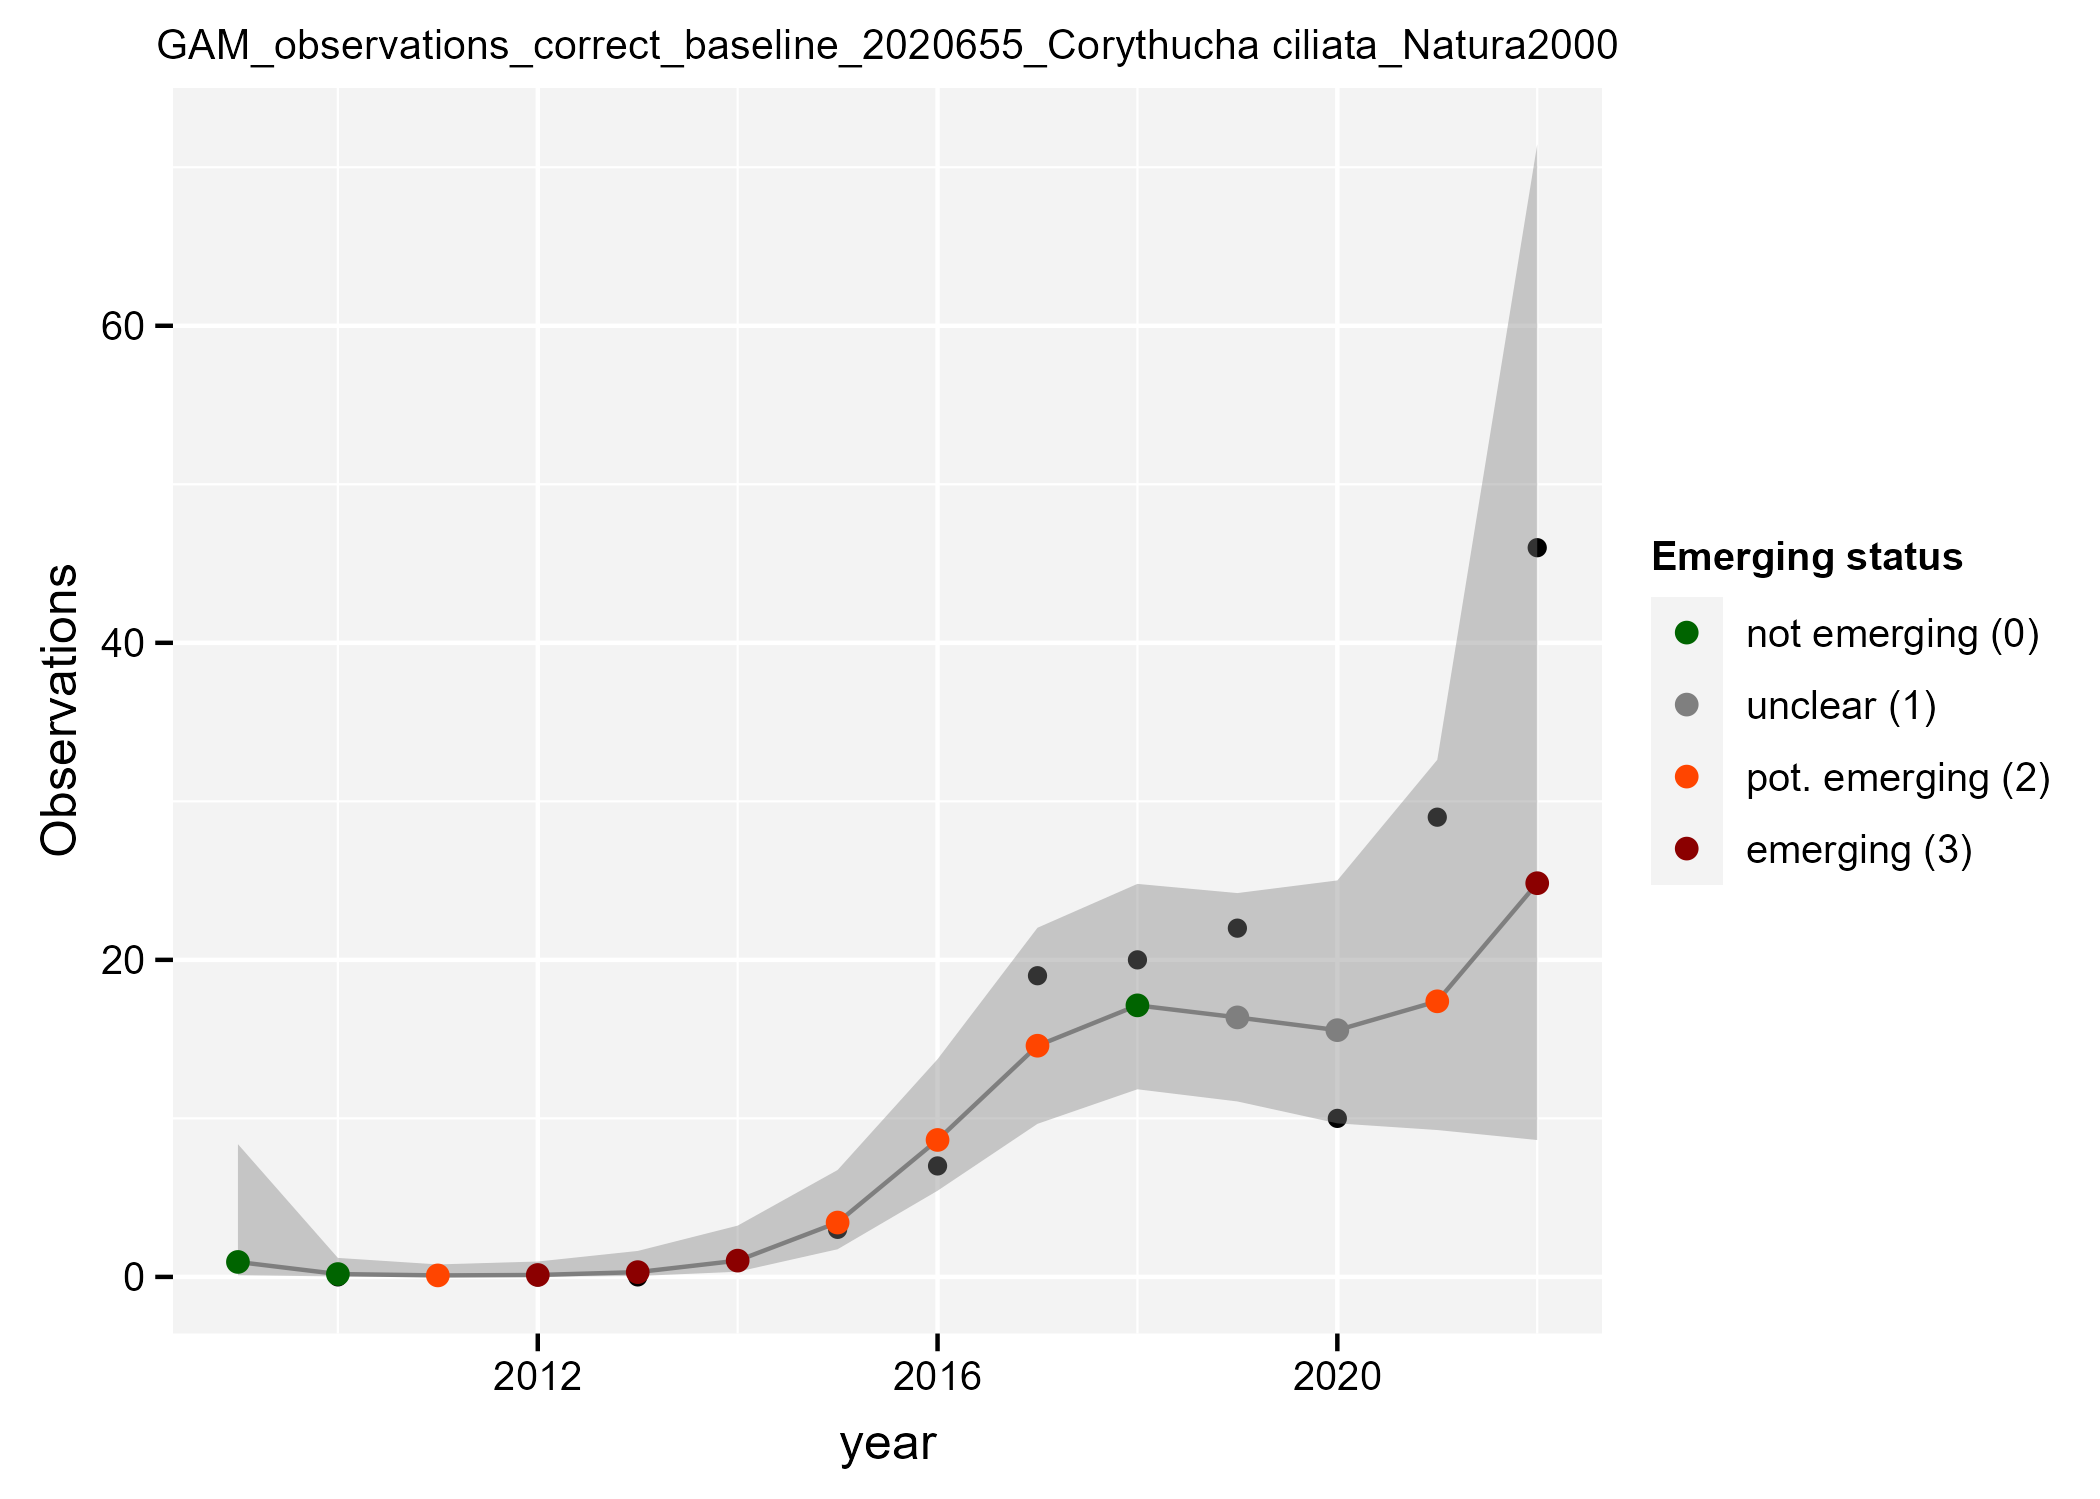 GAM_observations_correct_baseline_2020655_Corythucha ciliata_Natura2000
Observations
60
40
20
0
2012
2016
2020
year
Emerging status
not emerging (0)
unclear (1)
pot. emerging (2)
emerging (3)